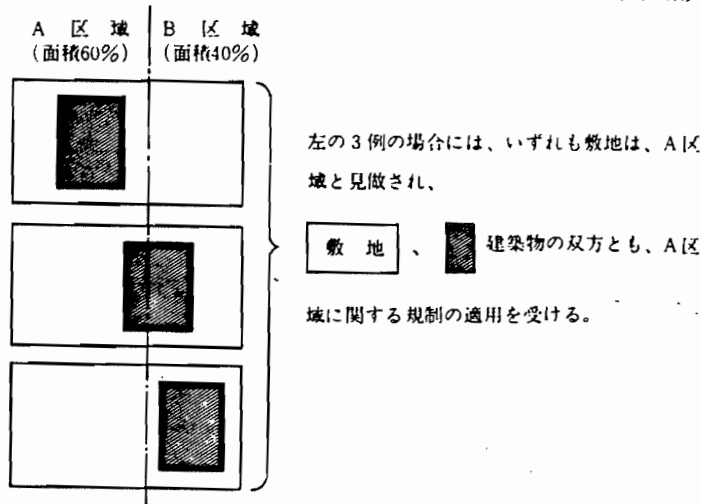 A区域 B区域
(面積60%) (面積40%)
左の3例の場合には、いずれも敷地は、A区
域と見做され、
敷地、建築物の双方とも、A区
域に関する規制の適用を受ける。